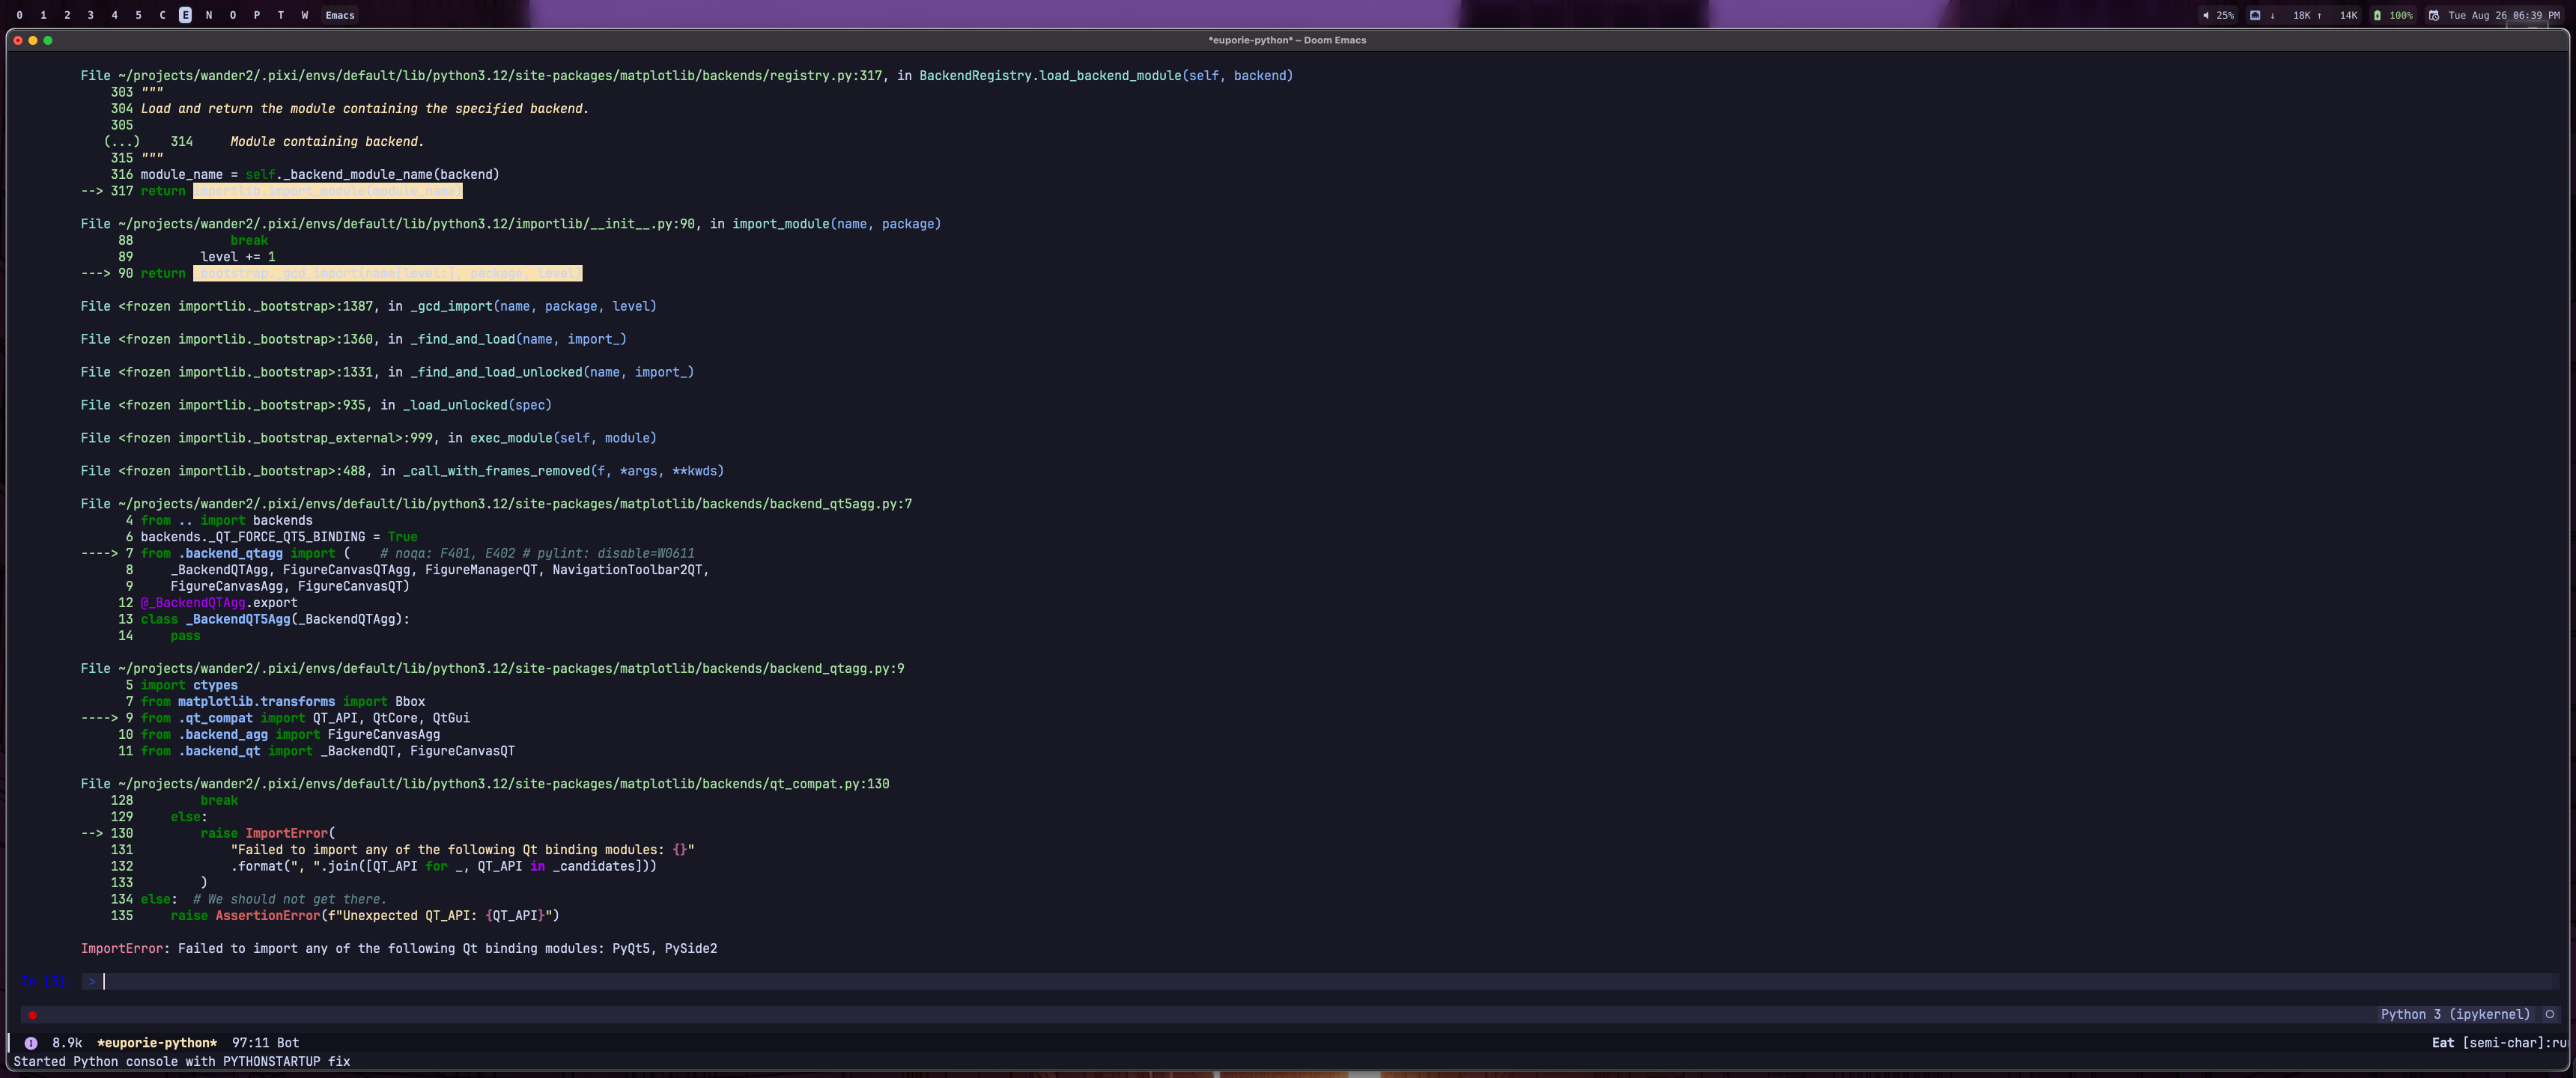 0 1 2 3 4 5 C E N O P T W Emacs
25% ↓ 18K ↑ 14K 100% Tue Aug 26 06:39 PM
*euporie-python* – Doom Emacs
File ~/projects/wander2/.pixi/envs/default/lib/python3.12/site-packages/matplotlib/backends/registry.py:317, in BackendRegistry.load_backend_module(self, backend)
303 """
304 Load and return the module containing the specified backend.
305
(...) 314 Module containing backend.
315 """
316 module_name = self._backend_module_name(backend)
--> 317 return importlib.import_module(module_name)
File ~/projects/wander2/.pixi/envs/default/lib/python3.12/importlib/__init__.py:90, in import_module(name, package)
88 break
89 level += 1
---> 90 return _bootstrap._gcd_import(name[level:], package, level)
File <frozen importlib._bootstrap>:1387, in _gcd_import(name, package, level)
File <frozen importlib._bootstrap>:1360, in _find_and_load(name, import_)
File <frozen importlib._bootstrap>:1331, in _find_and_load_unlocked(name, import_)
File <frozen importlib._bootstrap>:935, in _load_unlocked(spec)
File <frozen importlib._bootstrap_external>:999, in exec_module(self, module)
File <frozen importlib._bootstrap>:488, in _call_with_frames_removed(f, *args, **kwds)
File ~/projects/wander2/.pixi/envs/default/lib/python3.12/site-packages/matplotlib/backends/backend_qt5agg.py:7
4 from .. import backends
6 backends._QT_FORCE_QT5_BINDING = True
----> 7 from .backend_qtagg import ( # noqa: F401, E402 # pylint: disable=W0611
8 _BackendQTAgg, FigureCanvasQTAgg, FigureManagerQT, NavigationToolbar2QT,
9 FigureCanvasAgg, FigureCanvasQT)
12 @_BackendQTAgg.export
13 class _BackendQT5Agg(_BackendQTAgg):
14 pass
File ~/projects/wander2/.pixi/envs/default/lib/python3.12/site-packages/matplotlib/backends/backend_qtagg.py:9
5 import ctypes
7 from matplotlib.transforms import Bbox
----> 9 from .qt_compat import QT_API, QtCore, QtGui
10 from .backend_agg import FigureCanvasAgg
11 from .backend_qt import _BackendQT, FigureCanvasQT
File ~/projects/wander2/.pixi/envs/default/lib/python3.12/site-packages/matplotlib/backends/qt_compat.py:130
128 break
129 else:
--> 130 raise ImportError(
131 "Failed to import any of the following Qt binding modules: {}"
132 .format(", ".join([QT_API for _, QT_API in _candidates]))
133 )
134 else: # We should not get there.
135 raise AssertionError(f"Unexpected QT_API: {QT_API}")
ImportError: Failed to import any of the following Qt binding modules: PyQt5, PySide2
In [3]: >
Python 3 (ipykernel)
I 8.9k *euporie-python* 97:11 Bot Eat [semi-char]:ru
Started Python console with PYTHONSTARTUP fix